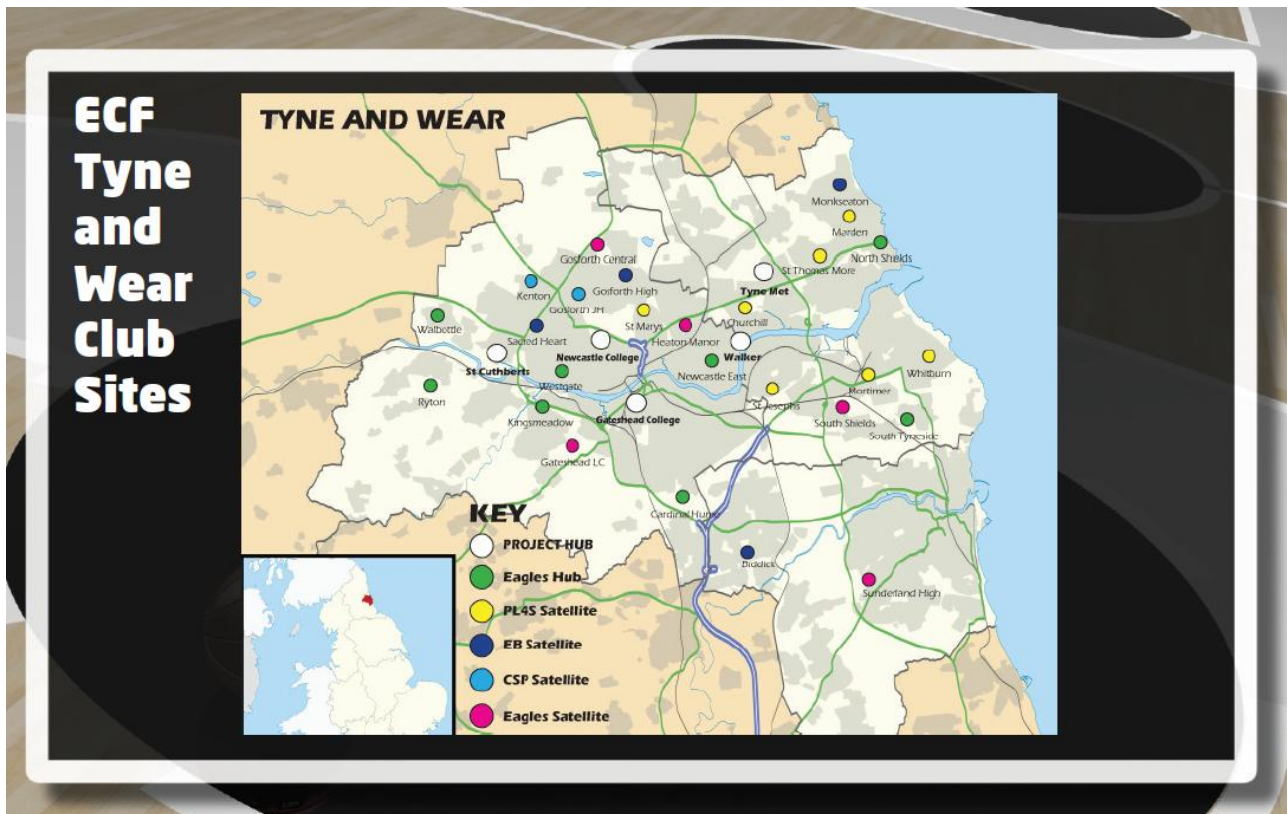 ECF
Tyne
and
Wear
Club
Sites
TYNE AND WEAR
Monkseaton
Marden
North Shields
St Thomas More
Tyne Met
Gosforth Central
Gosforth High
Kenton
Gosforth JH
St Marys
Churchill
Heaton Manor
Walbottle
Sacred Heart
Newcastle College
Walker
St Cuthberts
Westgate
Newcastle East
Whitburn
Mortimer
Ryton
Kingsmeadow
Gateshead College
St Josephs
South Shields
South Tyneside
Gateshead LC
Cardinal Hume
Biddick
Sunderland High
KEY
PROJECT HUB
Eagles Hub
PL4S Satellite
EB Satellite
CSP Satellite
Eagles Satellite